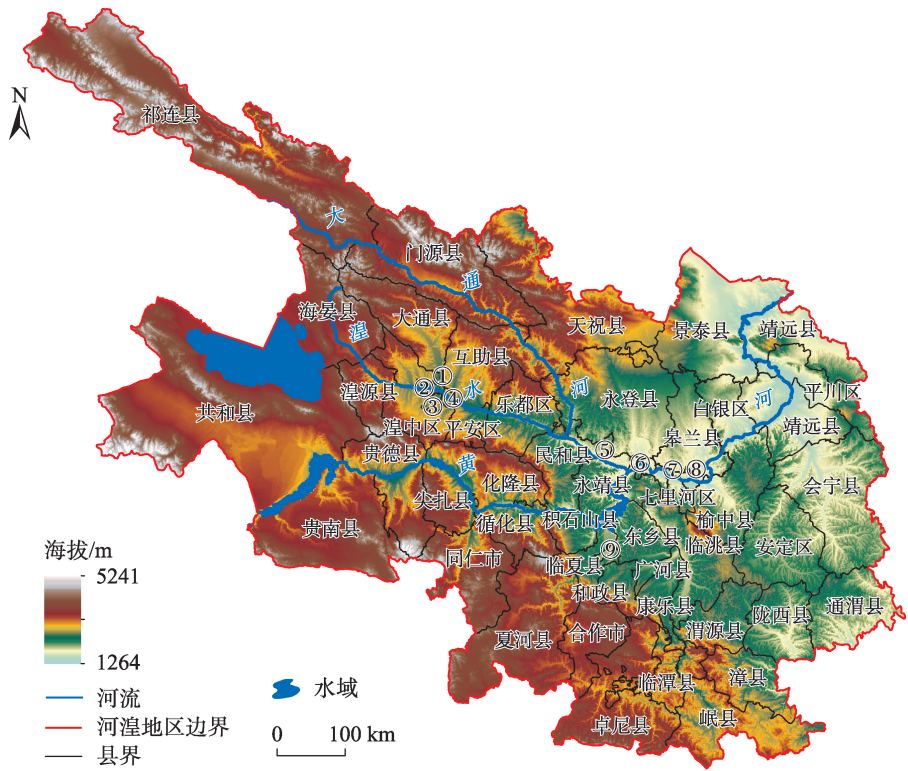 N
祁连县
大
门源县
通
海晏县
湟
大通县
天祝县
景泰县
靖远县
互助县
①
②
水
③
④
湟源县
乐都区
河
永登县
白银区
河
平川区
共和县
湟中区
平安区
皋兰县
靖远县
贵德县
黄
民和县
⑤
⑥
⑦
⑧
化隆县
永靖县
七里河区
会宁县
尖扎县
贵南县
循化县
积石山县
榆中县
东乡县
临洮县
安定区
⑨
同仁市
临夏县
广河县
和政县
康乐县
陇西县
通渭县
夏河县
合作市
渭源县
临潭县
漳县
卓尼县
岷县
海拔/m
5241
1264
河流
河湟地区边界
县界
水域
0 100 km